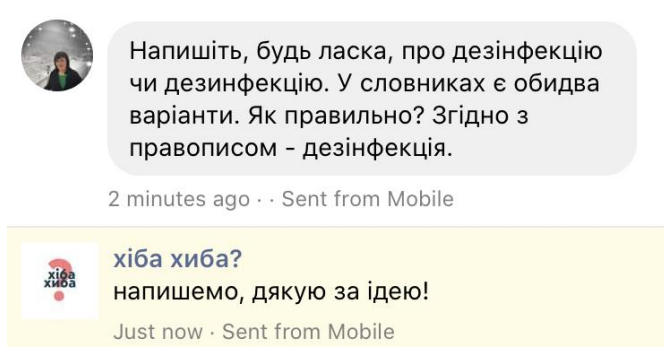 Напишіть, будь ласка, про дезінфекцію
чи дезинфекцію. У словниках є обидва
варіанти. Як правильно? Згідно з
правописом - дезінфекція.
2 minutes ago · · Sent from Mobile
хіба хиба?
хіба
хиба
напишемо, дякую за ідею!
Just now · Sent from Mobile